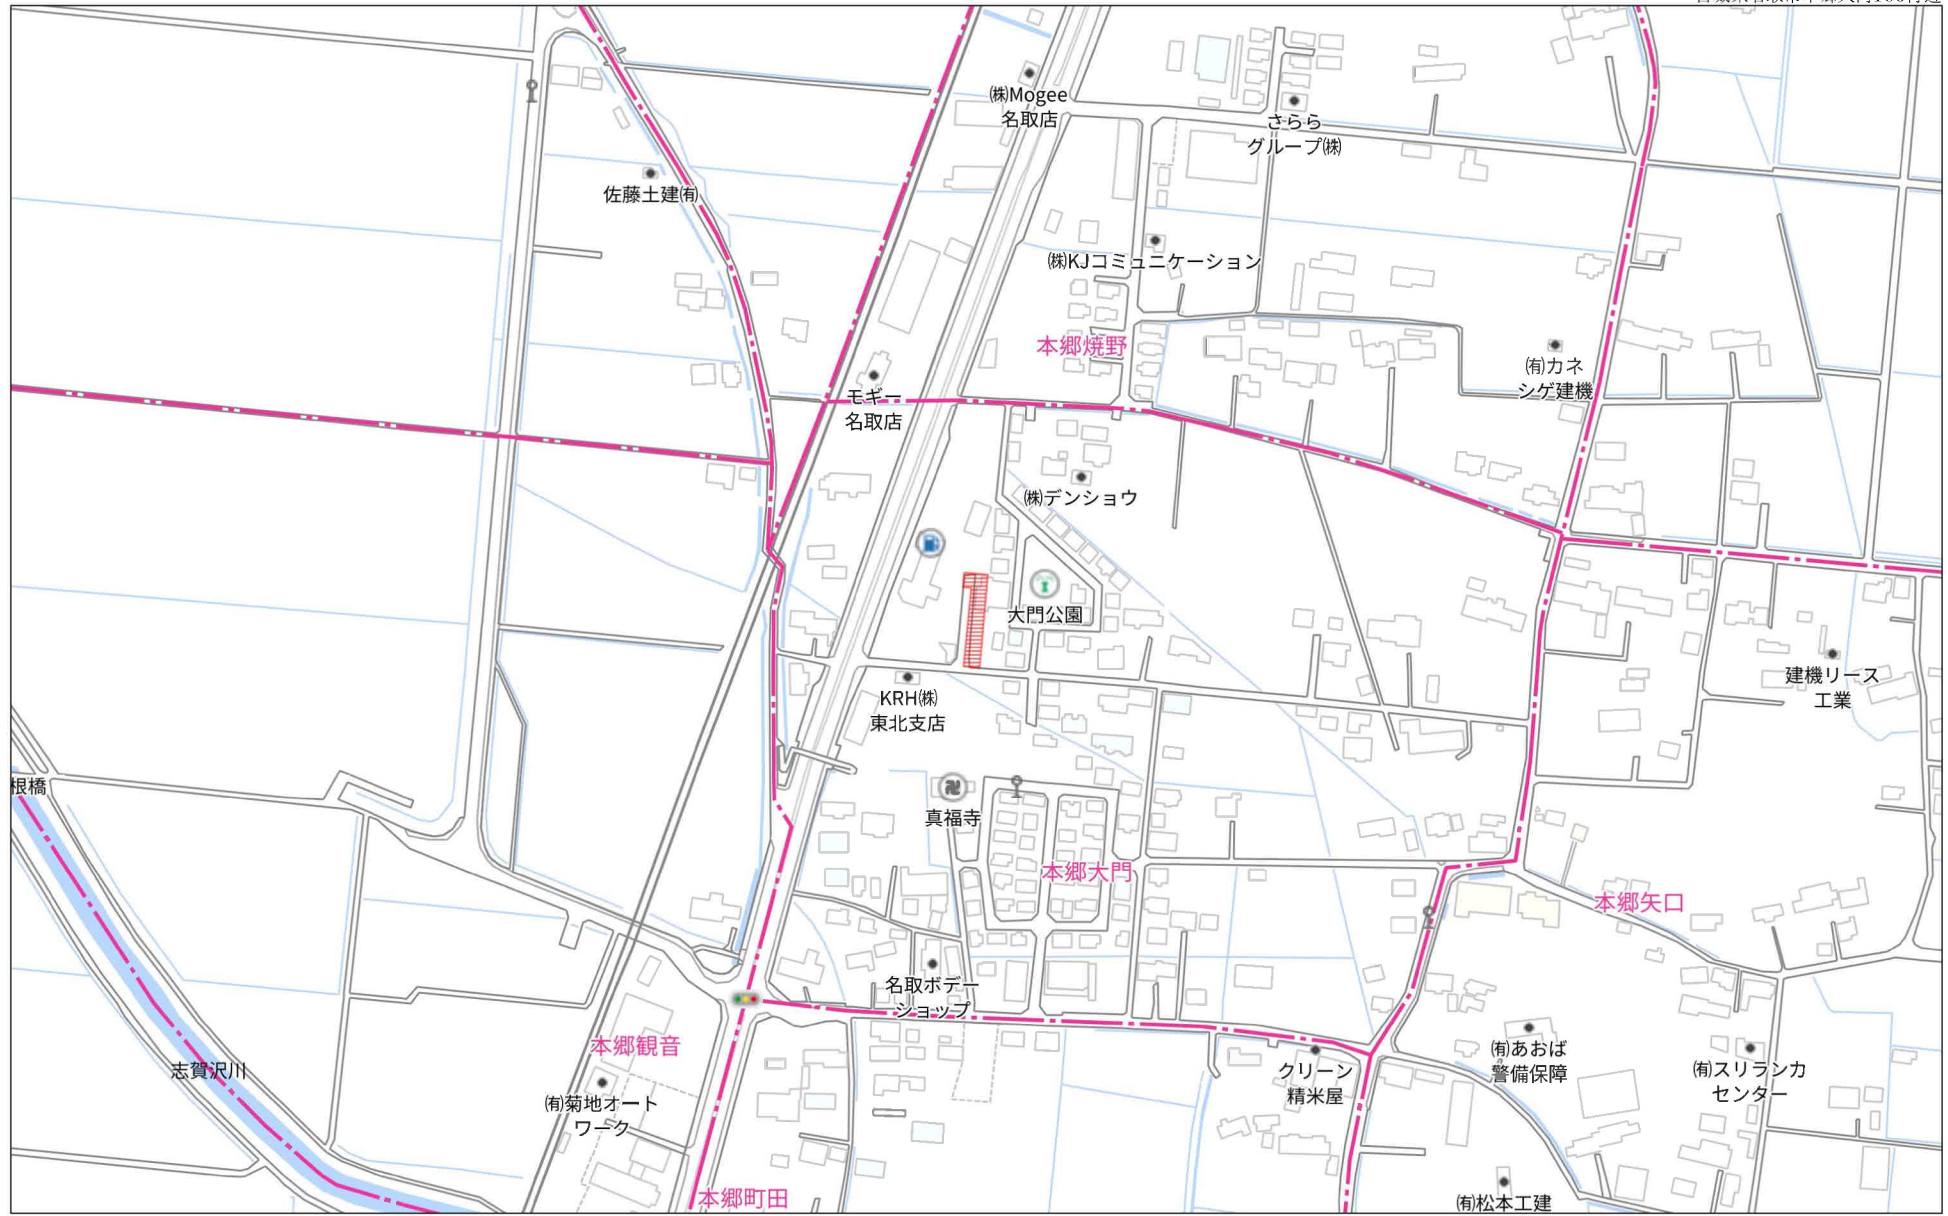 ㈱Mogee
名取店
さらら
グループ㈱
佐藤土建㈲
㈱KJコミュニケーション
本郷焼野
㈲カネ
シゲ建機
モギー
名取店
㈱デンショウ
大門公園
建機リース
工業
KRH㈱
東北支店
根橋
真福寺
本郷大門
本郷矢口
名取ボデー
ショップ
本郷観音
㈲あおば
警備保障
志賀沢川
クリーン
精米屋
㈲スリランカ
センター
㈲菊地オート
ワーク
本郷町田
㈲松本工建